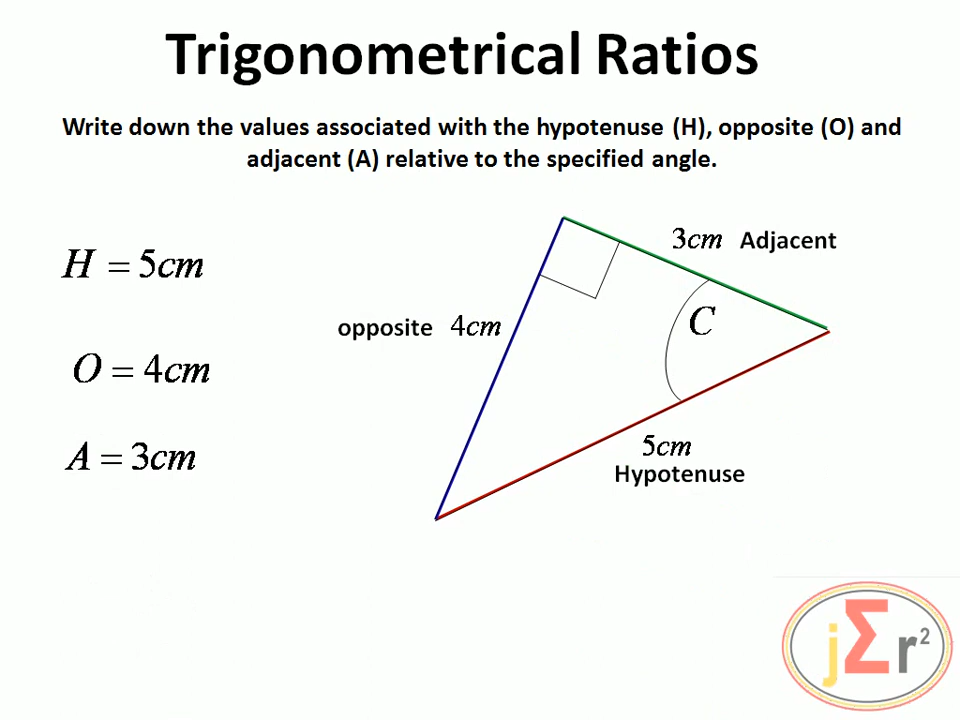 Trigonometrical Ratios
Write down the values associated with the hypotenuse (H), opposite (O) and
adjacent (A) relative to the specified angle.
H = 5cm
O = 4cm
A = 3cm
3cm Adjacent
opposite 4cm
C
5cm
Hypotenuse
jΣr²